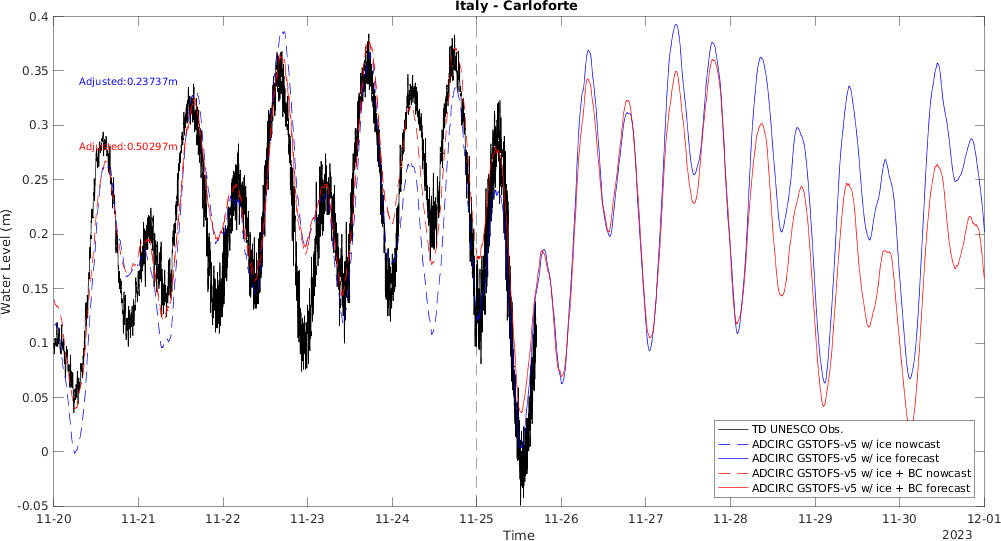 Italy - Carloforte
0.4
0.35
0.3
0.25
0.2
0.15
0.1
0.05
0
-0.05
Water Level (m)
Adjusted:0.23737m
Adjusted:0.50297m
TD UNESCO Obs.
ADCIRC GSTOFS-v5 w/ ice nowcast
ADCIRC GSTOFS-v5 w/ ice forecast
ADCIRC GSTOFS-v5 w/ ice + BC nowcast
ADCIRC GSTOFS-v5 w/ ice + BC forecast
11-20 11-21 11-22 11-23 11-24 11-25 11-26 11-27 11-28 11-29 11-30 12-01
Time
2023